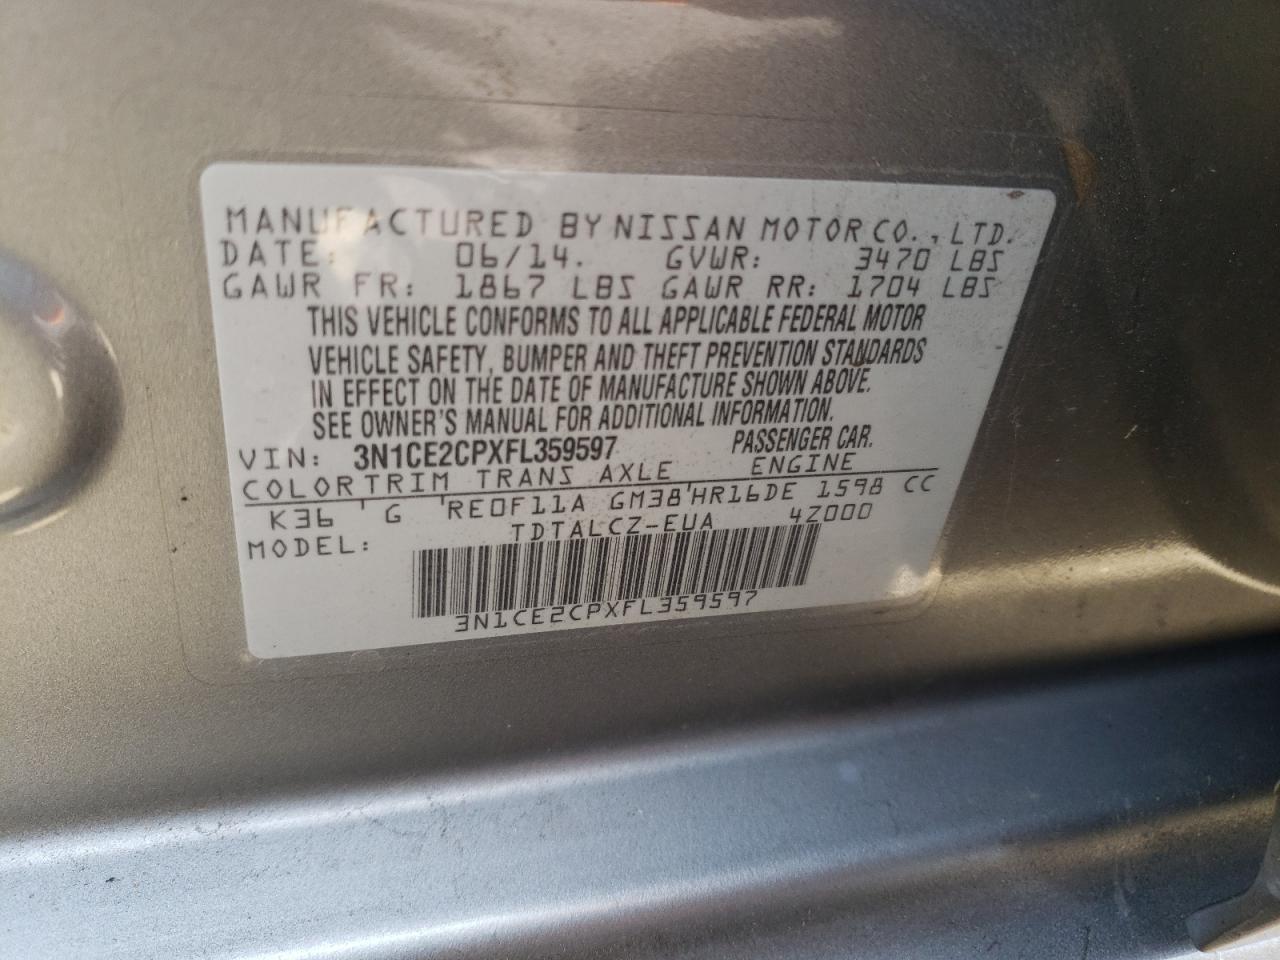 MANUFACTURED BY NISSAN MOTOR CO., LTD.
DATE: 06/14. GVWR: 3470 LBS
GAWR FR: 1867 LBS GAWR RR: 1704 LBS
THIS VEHICLE CONFORMS TO ALL APPLICABLE FEDERAL MOTOR
VEHICLE SAFETY, BUMPER AND THEFT PREVENTION STANDARDS
IN EFFECT ON THE DATE OF MANUFACTURE SHOWN ABOVE.
SEE OWNER'S MANUAL FOR ADDITIONAL INFORMATION.
VIN: 3N1CE2CPXFL359597 PASSENGER CAR.
COLOR TRIM TRANS AXLE ENGINE
K36 ' G 'RE0F11A GM38'HR16DE 1598 CC
MODEL: TDTALCZ-EUA 4Z000
3N1CE2CPXFL359597